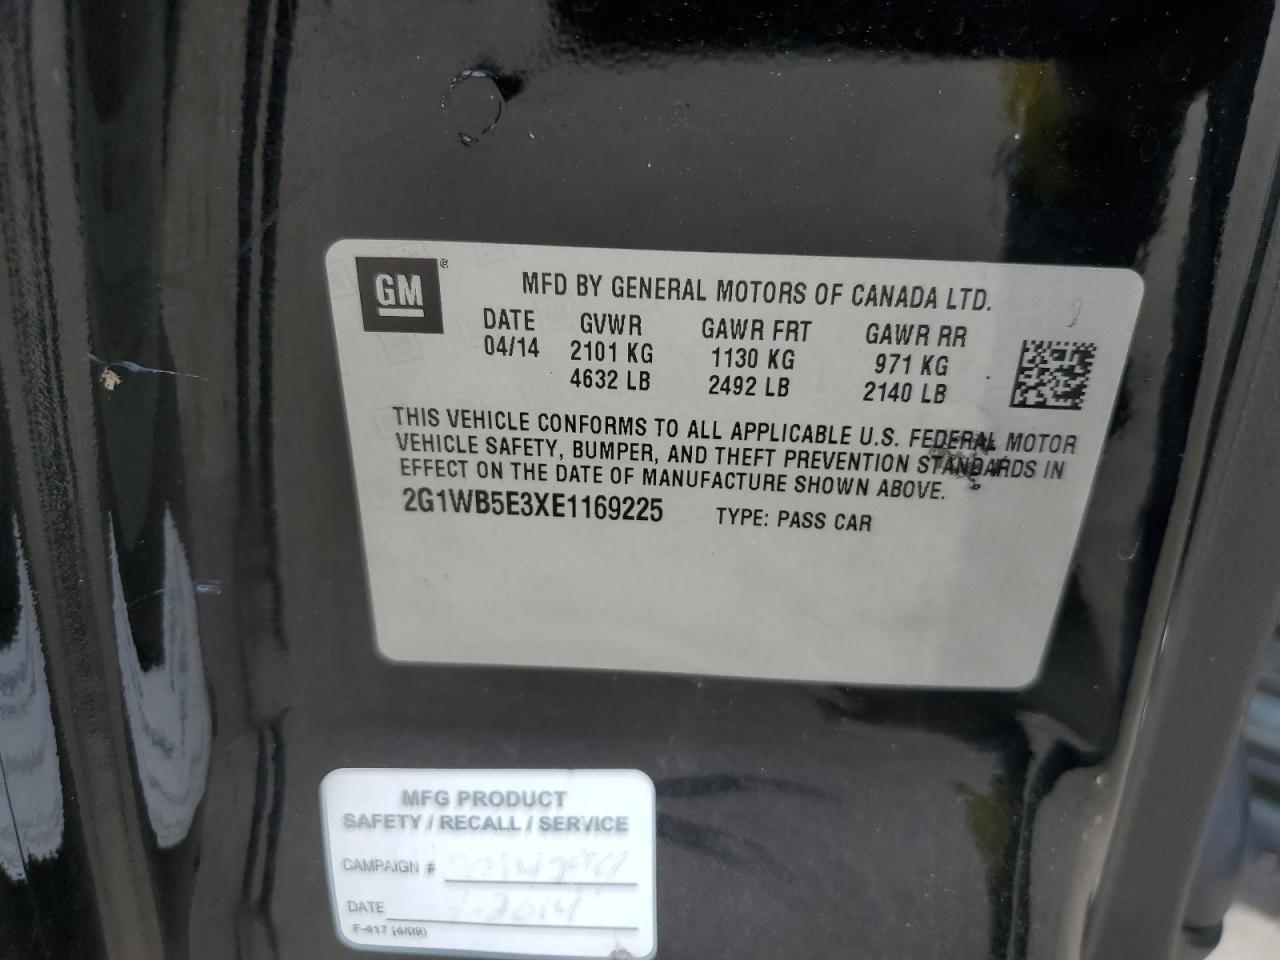 GM®
MFD BY GENERAL MOTORS OF CANADA LTD.
DATE GVWR GAWR FRT GAWR RR
04/14 2101 KG 1130 KG 971 KG
4632 LB 2492 LB 2140 LB
THIS VEHICLE CONFORMS TO ALL APPLICABLE U.S. FEDERAL MOTOR
VEHICLE SAFETY, BUMPER, AND THEFT PREVENTION STANDARDS IN
EFFECT ON THE DATE OF MANUFACTURE SHOWN ABOVE.
2G1WB5E3XE1169225 TYPE: PASS CAR
MFG PRODUCT
SAFETY / RECALL / SERVICE
CAMPAIGN #
DATE
F-417 (4/09)